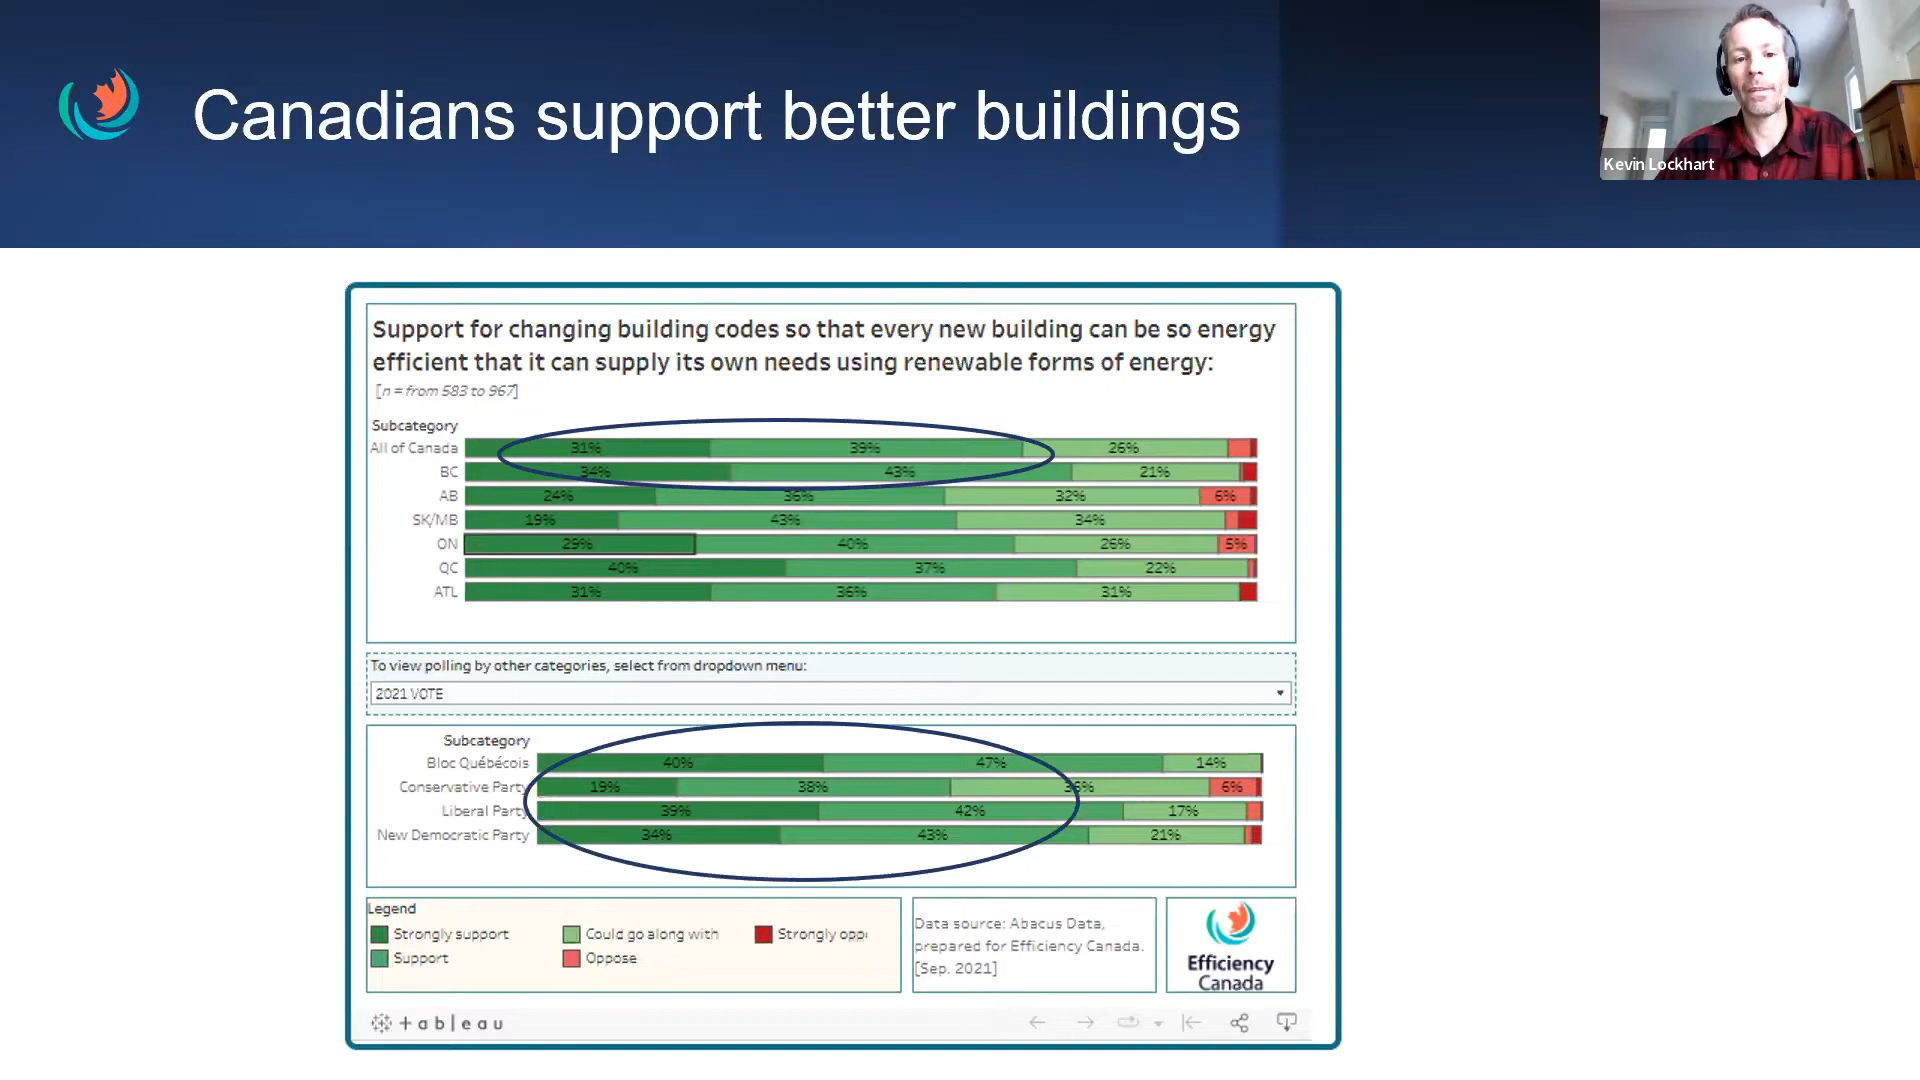 Canadians support better buildings
Kevin Lockhart
Support for changing building codes so that every new building can be so energy
efficient that it can supply its own needs using renewable forms of energy:
[n = from 583 to 967]
Subcategory
All of Canada 31% 39% 26%
BC 34% 43% 21%
AB 24% 36% 32% 6%
SK/MB 19% 43% 34%
ON 29% 40% 26% 5%
QC 40% 37% 22%
ATL 31% 36% 31%
To view polling by other categories, select from dropdown menu:
2021 VOTE
Subcategory
Bloc Québécois 40% 47% 14%
Conservative Party 19% 38% 36% 6%
Liberal Party 39% 42% 17%
New Democratic Party 34% 43% 21%
Legend
Strongly support Could go along with Strongly opp
Support Oppose
Data source: Abacus Data,
prepared for Efficiency Canada.
[Sep. 2021]
Efficiency
Canada
+ableau